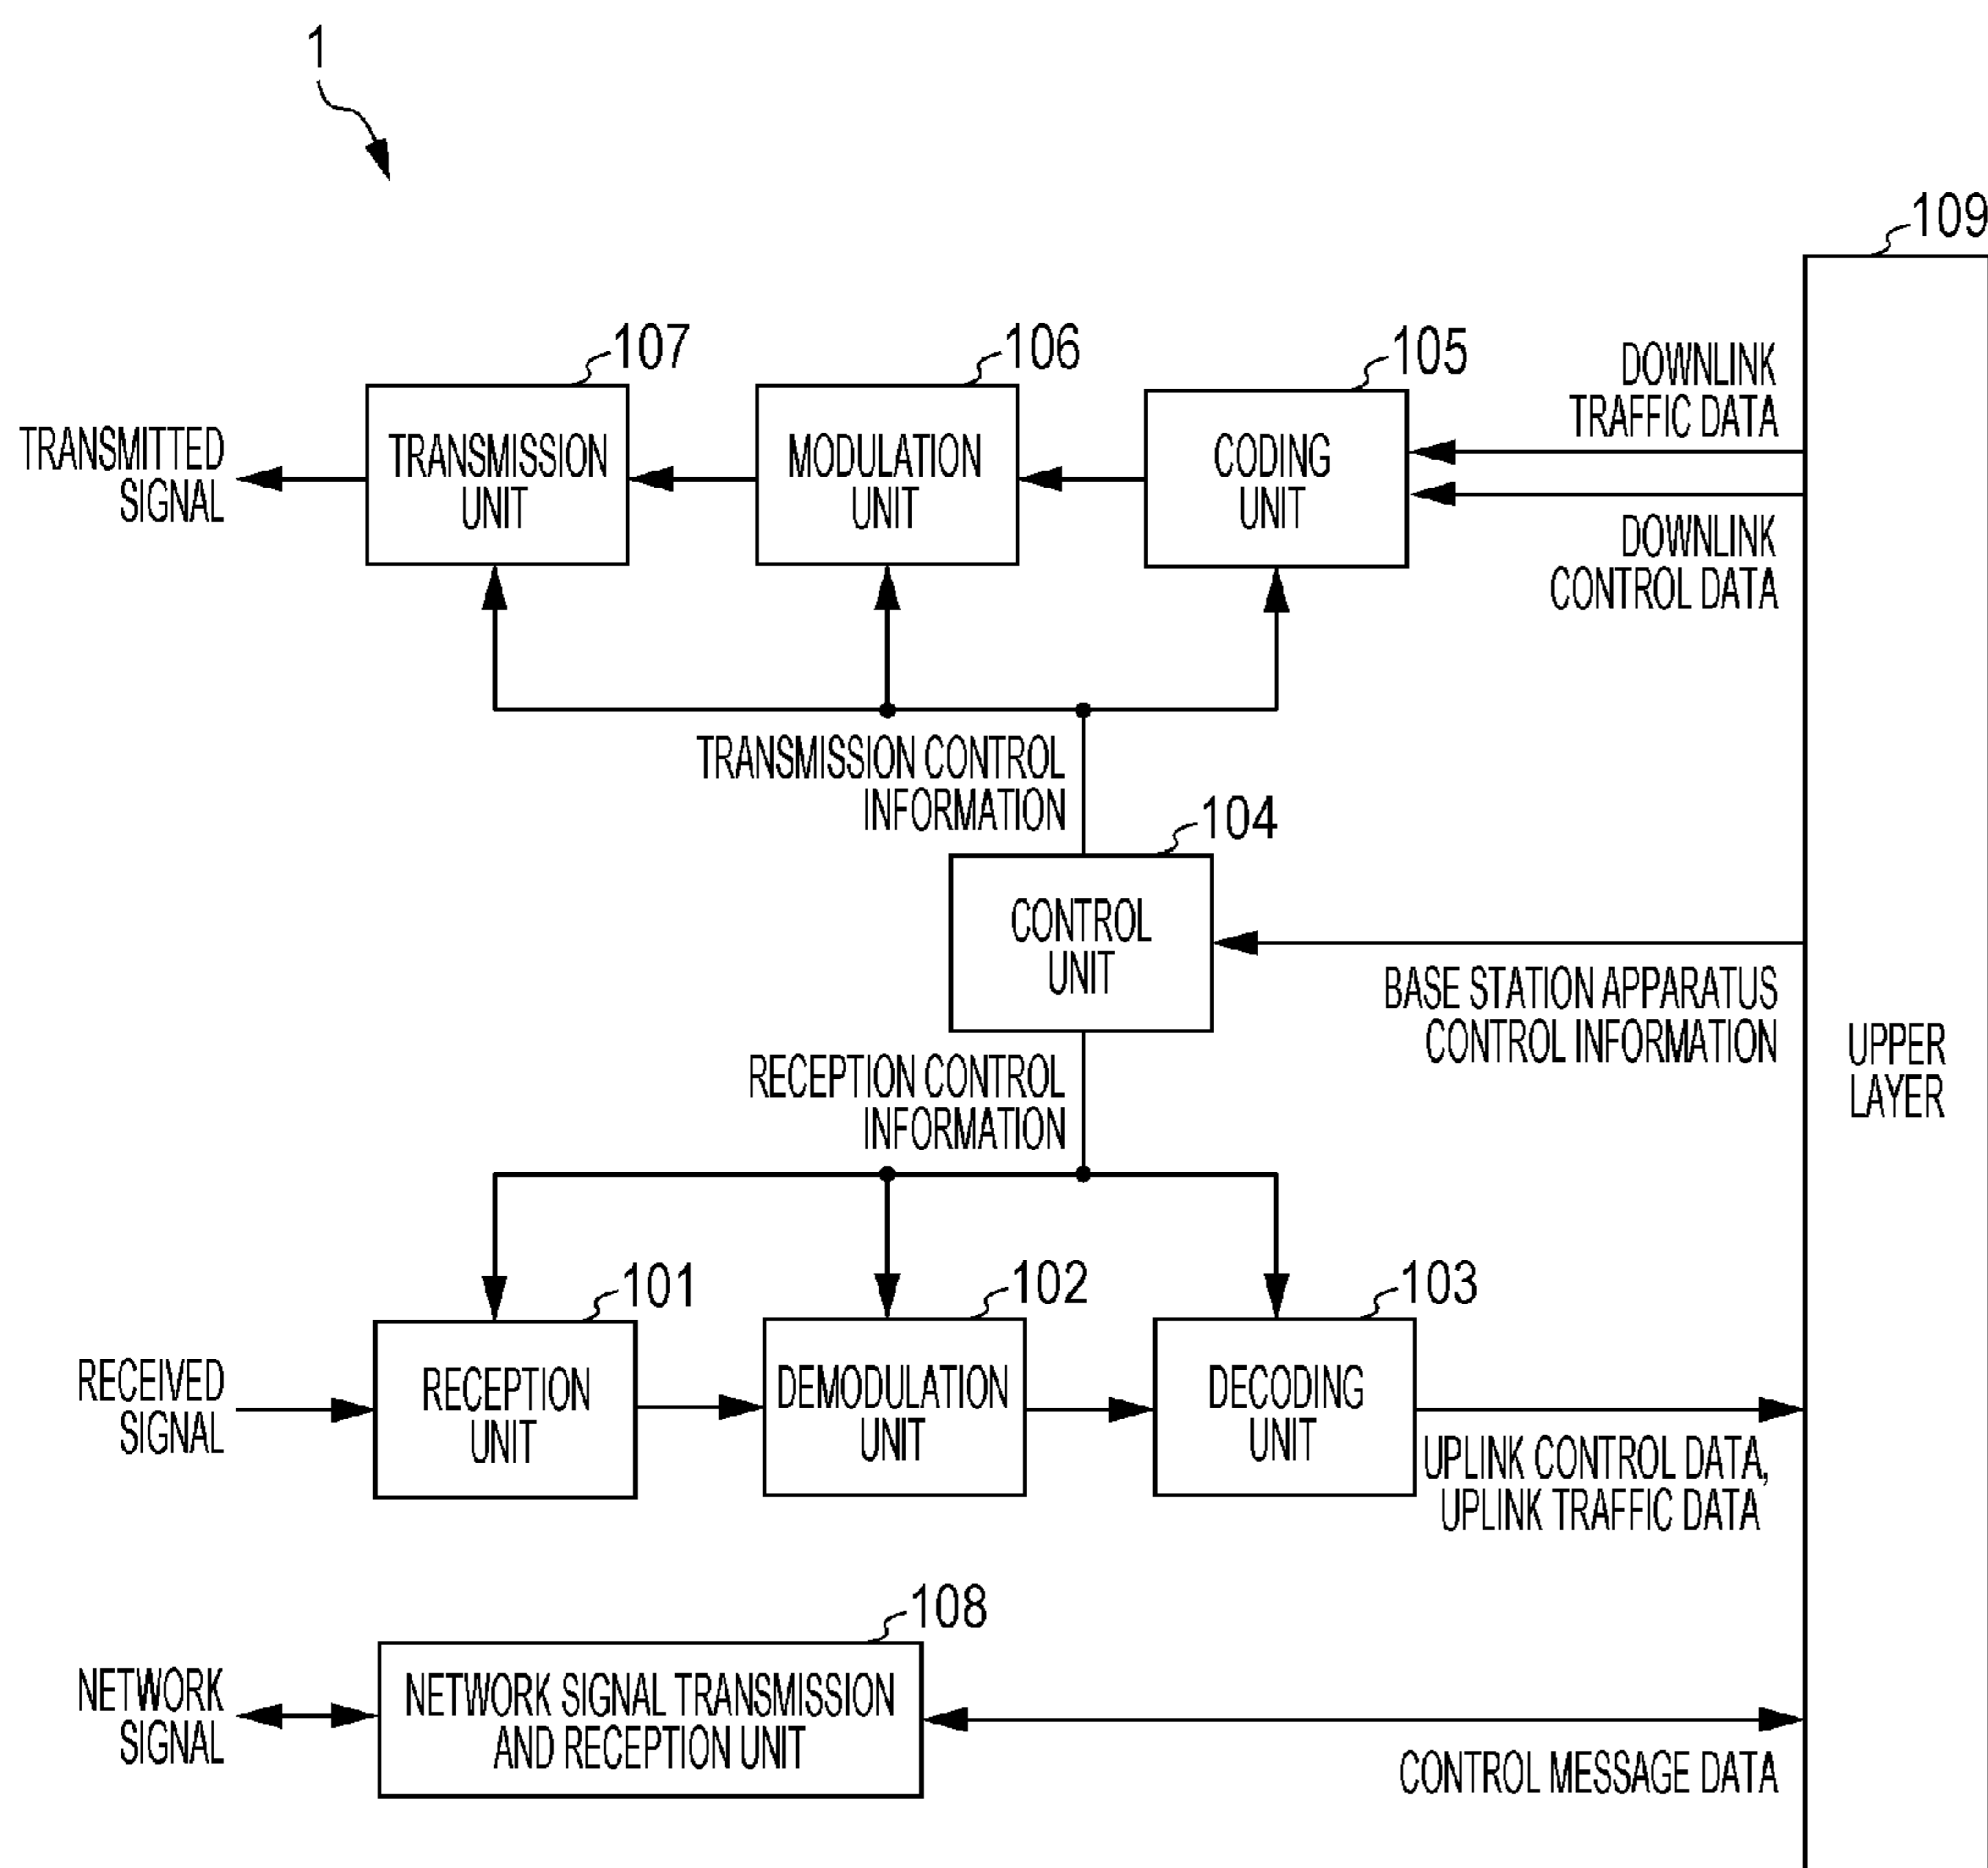 1
109
107
106
105
DOWNLINK
TRAFFIC DATA
TRANSMITTED
SIGNAL
TRANSMISSION
UNIT
MODULATION
UNIT
CODING
UNIT
DOWNLINK
CONTROL DATA
TRANSMISSION CONTROL
INFORMATION
104
CONTROL
UNIT
BASE STATION APPARATUS
CONTROL INFORMATION
UPPER
LAYER
RECEPTION CONTROL
INFORMATION
101
102
103
RECEIVED
SIGNAL
RECEPTION
UNIT
DEMODULATION
UNIT
DECODING
UNIT
UPLINK CONTROL DATA,
UPLINK TRAFFIC DATA
108
NETWORK
SIGNAL
NETWORK SIGNAL TRANSMISSION
AND RECEPTION UNIT
CONTROL MESSAGE DATA